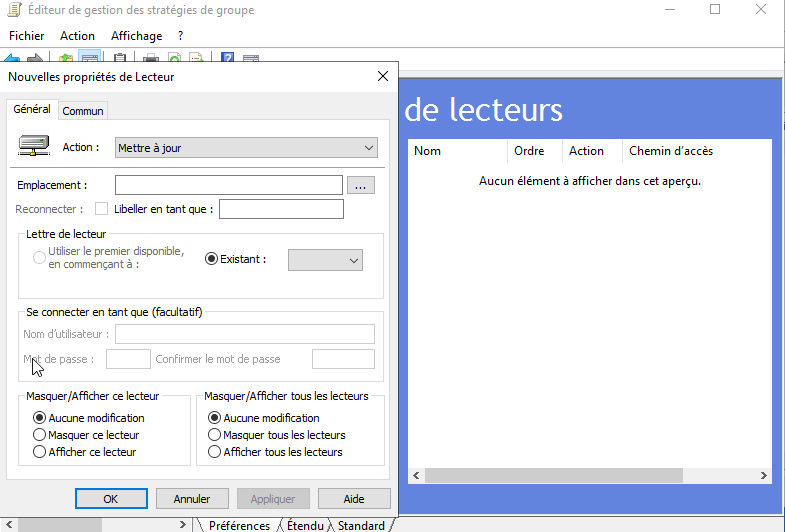 Éditeur de gestion des stratégies de groupe
Fichier Action Affichage ?
Nouvelles propriétés de Lecteur
Général Commun
Action : Mettre à jour
Emplacement : ...
Reconnecter : Libeller en tant que :
Lettre de lecteur
Utiliser le premier disponible,
en commençant à :
Existant :
Se connecter en tant que (facultatif)
Nom d'utilisateur :
Mot de passe : Confirmer le mot de passe
Masquer/Afficher ce lecteur
Aucune modification
Masquer ce lecteur
Afficher ce lecteur
Masquer/Afficher tous les lecteurs
Aucune modification
Masquer tous les lecteurs
Afficher tous les lecteurs
OK Annuler Appliquer Aide
de lecteurs
Nom Ordre Action Chemin d'accès
Aucun élément à afficher dans cet aperçu.
Préférences Étendu Standard